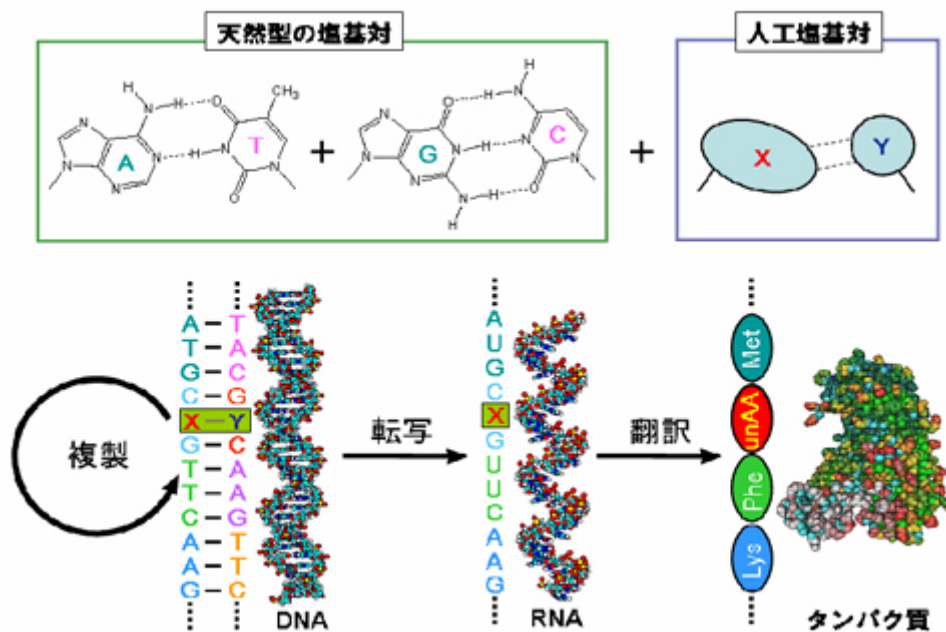 天然型の塩基対
人工塩基対
H
N H O CH₃
N N A N H N T
N N N O
+
N O H N H
N G N H N C
N N N
N H O
H
+
X Y
複製
A – T
T – A
G – C
C – G
X – Y
G – C
T – A
T – A
C – G
A – T
A – T
G – C
DNA
転写
A
U
G
C
X
G
U
U
C
A
A
G
RNA
翻訳
Met
unAA
Phe
Lys
タンパク質